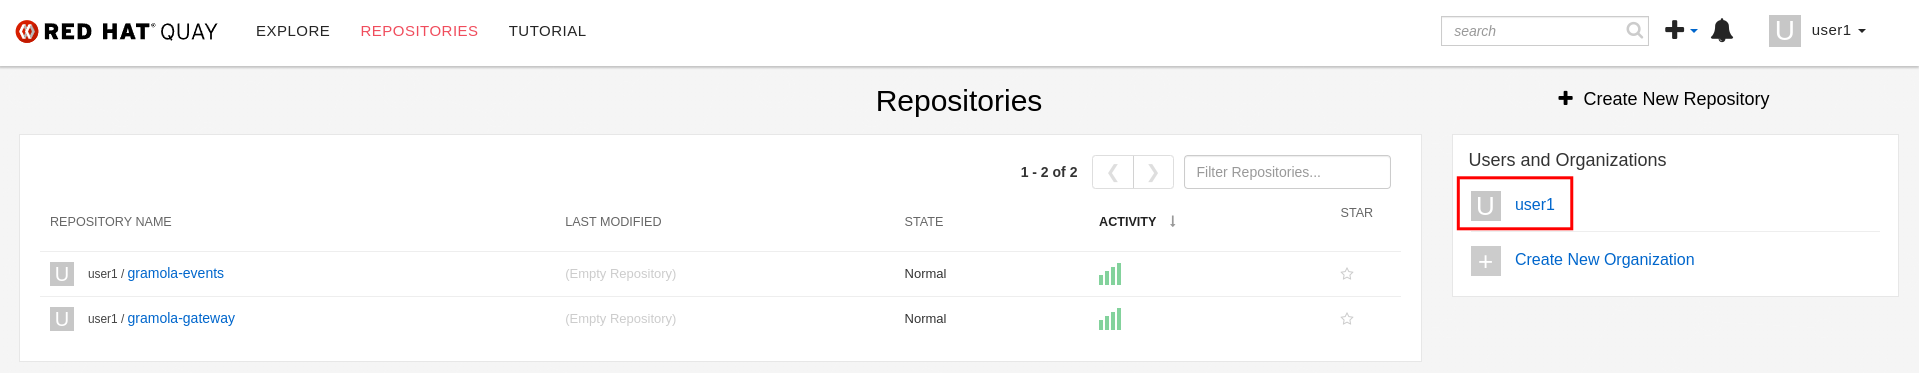 RED HAT® QUAY EXPLORE REPOSITORIES TUTORIAL search U user1
Repositories
Create New Repository
1 - 2 of 2 ❮ ❯ Filter Repositories...
REPOSITORY NAME LAST MODIFIED STATE ACTIVITY STAR
U user1 / gramola-events (Empty Repository) Normal
U user1 / gramola-gateway (Empty Repository) Normal
Users and Organizations
U user1
+ Create New Organization